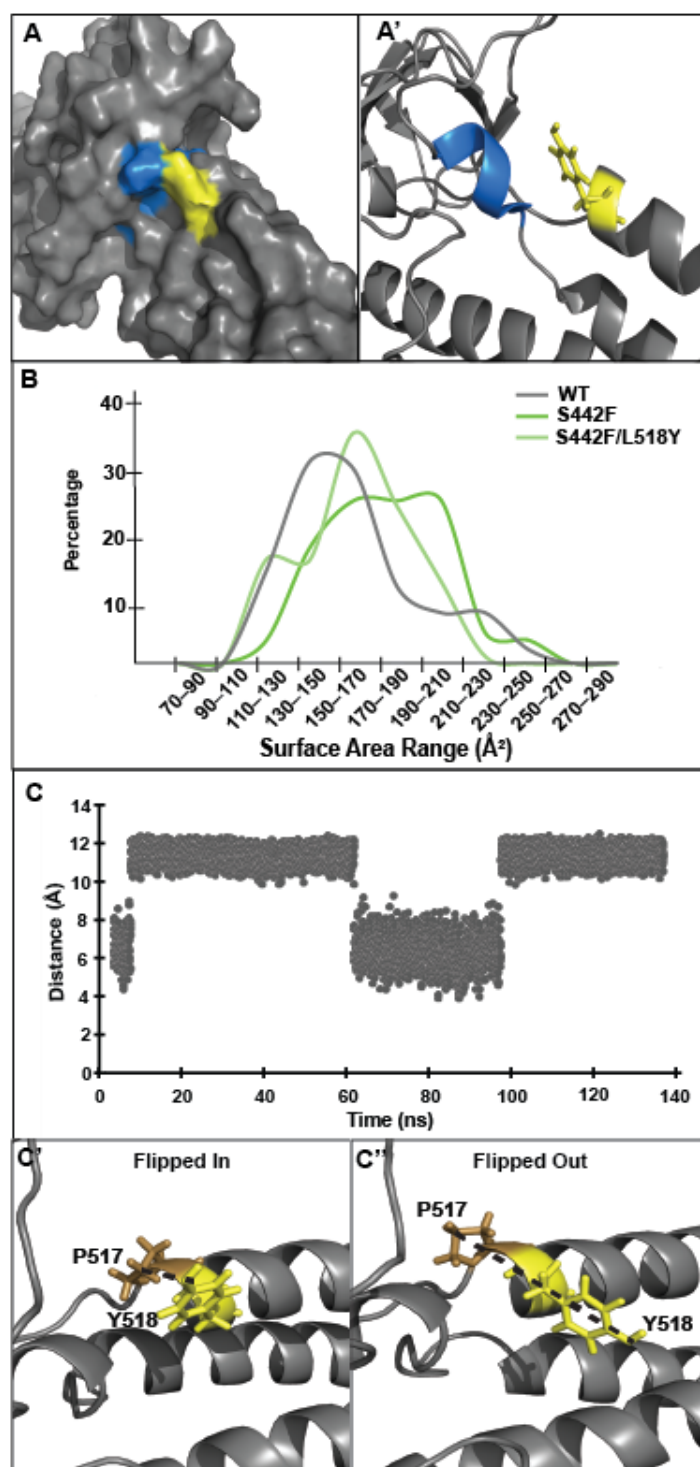 A
A'
B
WT
S442F
S442F/L518Y
40
30
20
10
Percentage
70–90
90–110
110–130
130–150
150–170
170–190
190–210
210–230
230–250
250–270
270–290
Surface Area Range (Å²)
C
14
12
10
8
6
4
2
0
Distance (Å)
0 20 40 60 80 100 120 140
Time (ns)
C' Flipped In
P517
Y518
C'' Flipped Out
P517
Y518